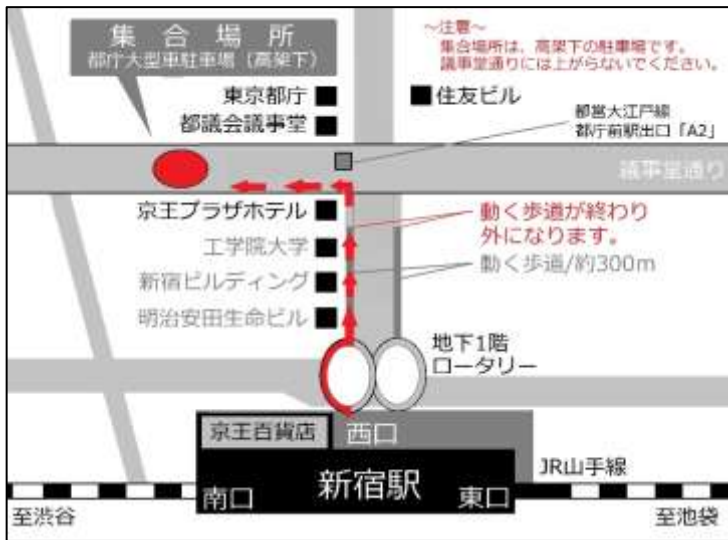 集合場所
都庁大型車駐車場（高架下）
～注意～
集合場所は、高架下の駐車場です。
議事堂通りには上がらないでください。
東京都庁
都議会議事堂
住友ビル
都営大江戸線
都庁前駅出口「A2」
議事堂通り
京王プラザホテル
工学院大学
新宿ビルディング
明治安田生命ビル
動く歩道が終わり
外になります。
動く歩道/約300m
地下1階
ロータリー
京王百貨店
西口
新宿駅
南口
東口
JR山手線
至渋谷
至池袋